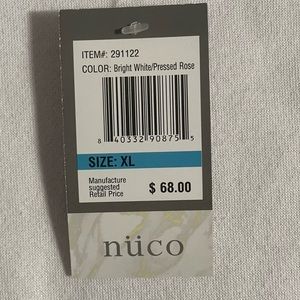 ITEM#: 291122
COLOR: Bright White/Pressed Rose
8 40332 90875 5
SIZE: XL
Manufacture
suggested
Retail Price
$ 68.00
nüco